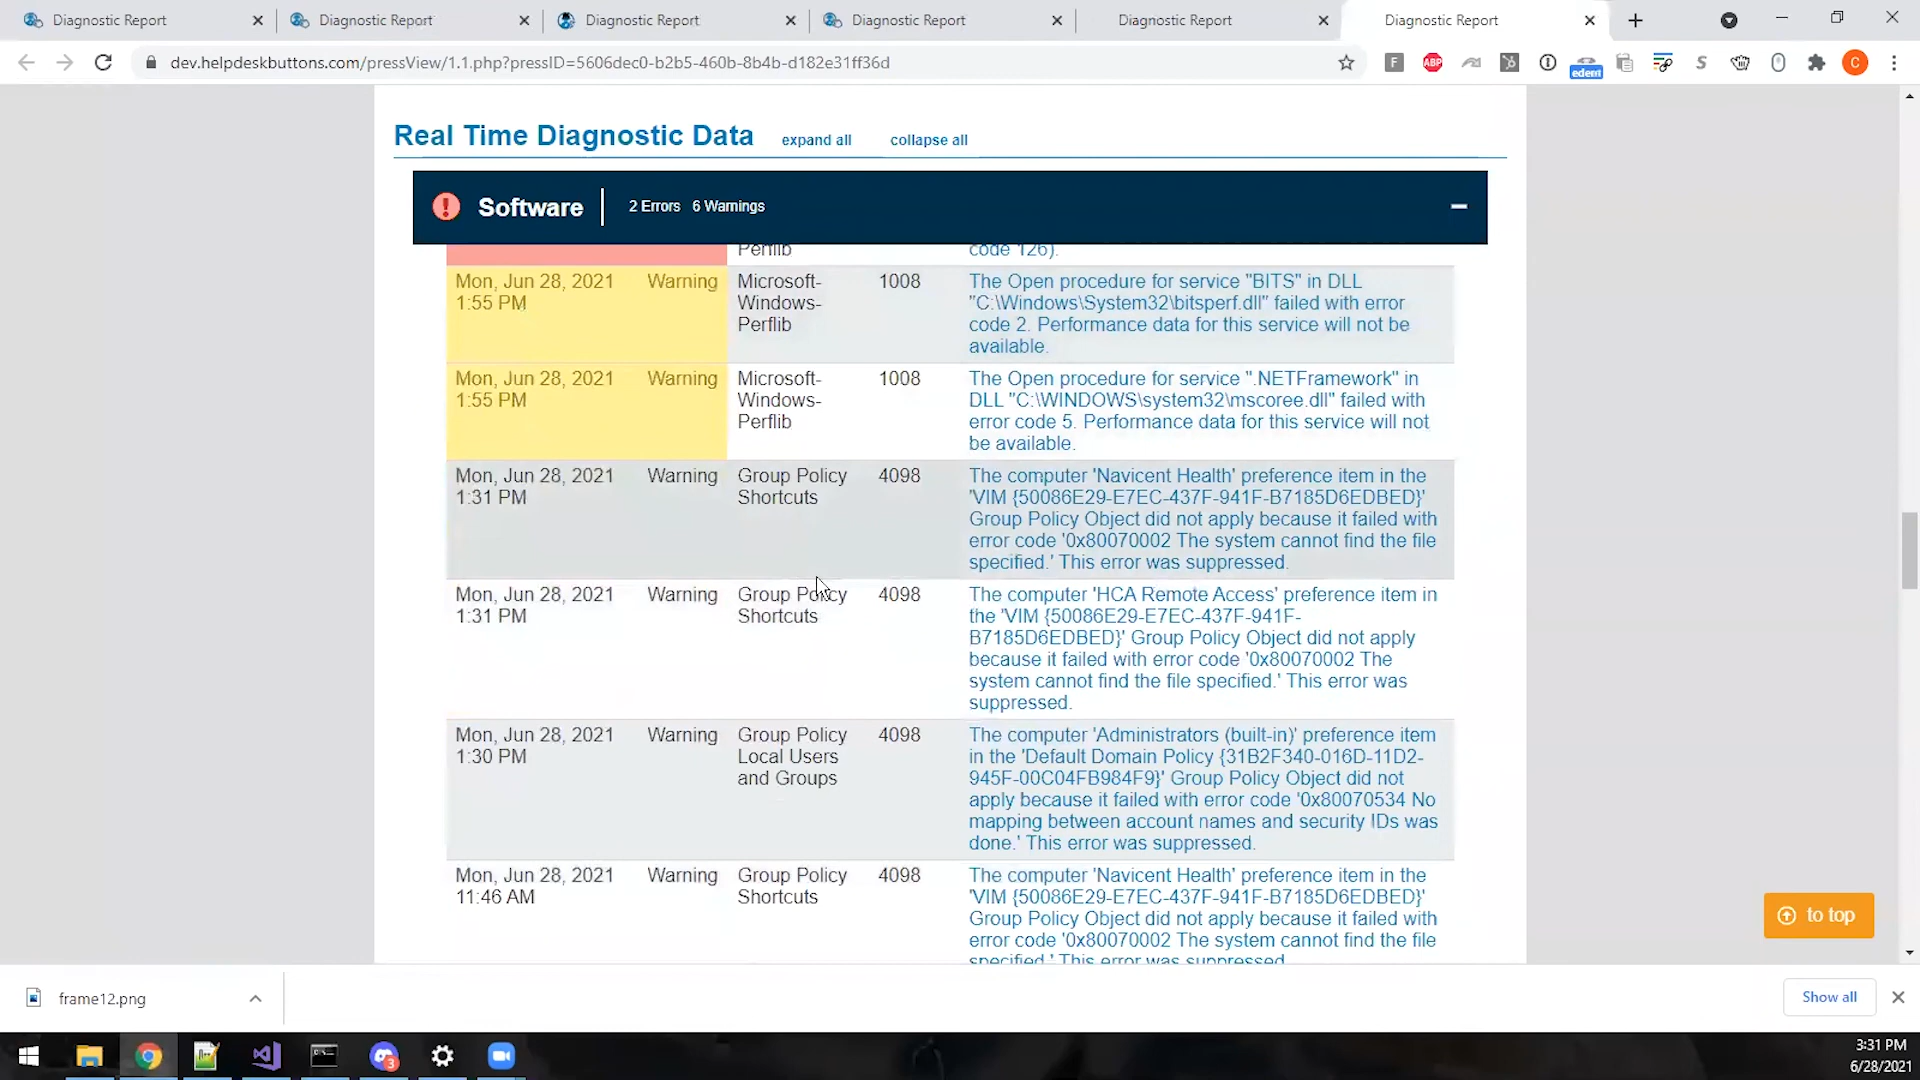 Diagnostic Report
Diagnostic Report
Diagnostic Report
Diagnostic Report
Diagnostic Report
Diagnostic Report
dev.helpdeskbuttons.com/pressView/1.1.php?pressID=5606dec0-b2b5-460b-8b4b-d182e31ff36d
F
ABP
edent
S
C
Real Time Diagnostic Data expand all collapse all
! Software 2 Errors 6 Warnings
Perflib code 126).
Mon, Jun 28, 2021 Warning Microsoft- 1008 The Open procedure for service "BITS" in DLL
1:55 PM Windows- "C:\Windows\System32\bitsperf.dll" failed with error
Perflib code 2. Performance data for this service will not be
available.
Mon, Jun 28, 2021 Warning Microsoft- 1008 The Open procedure for service ".NETFramework" in
1:55 PM Windows- DLL "C:\WINDOWS\system32\mscoree.dll" failed with
Perflib error code 5. Performance data for this service will not
be available.
Mon, Jun 28, 2021 Warning Group Policy 4098 The computer 'Navicent Health' preference item in the
1:31 PM Shortcuts 'VIM {50086E29-E7EC-437F-941F-B7185D6EDBED}'
Group Policy Object did not apply because it failed with
error code '0x80070002 The system cannot find the file
specified.' This error was suppressed.
Mon, Jun 28, 2021 Warning Group Policy 4098 The computer 'HCA Remote Access' preference item in
1:31 PM Shortcuts the 'VIM {50086E29-E7EC-437F-941F-
B7185D6EDBED}' Group Policy Object did not apply
because it failed with error code '0x80070002 The
system cannot find the file specified.' This error was
suppressed.
Mon, Jun 28, 2021 Warning Group Policy 4098 The computer 'Administrators (built-in)' preference item
1:30 PM Local Users in the 'Default Domain Policy {31B2F340-016D-11D2-
and Groups 945F-00C04FB984F9}' Group Policy Object did not
apply because it failed with error code '0x80070534 No
mapping between account names and security IDs was
done.' This error was suppressed.
Mon, Jun 28, 2021 Warning Group Policy 4098 The computer 'Navicent Health' preference item in the
11:46 AM Shortcuts 'VIM {50086E29-E7EC-437F-941F-B7185D6EDBED}'
Group Policy Object did not apply because it failed with
error code '0x80070002 The system cannot find the file
specified.' This error was suppressed
to top
frame12.png
Show all
3
3:31 PM
6/28/2021